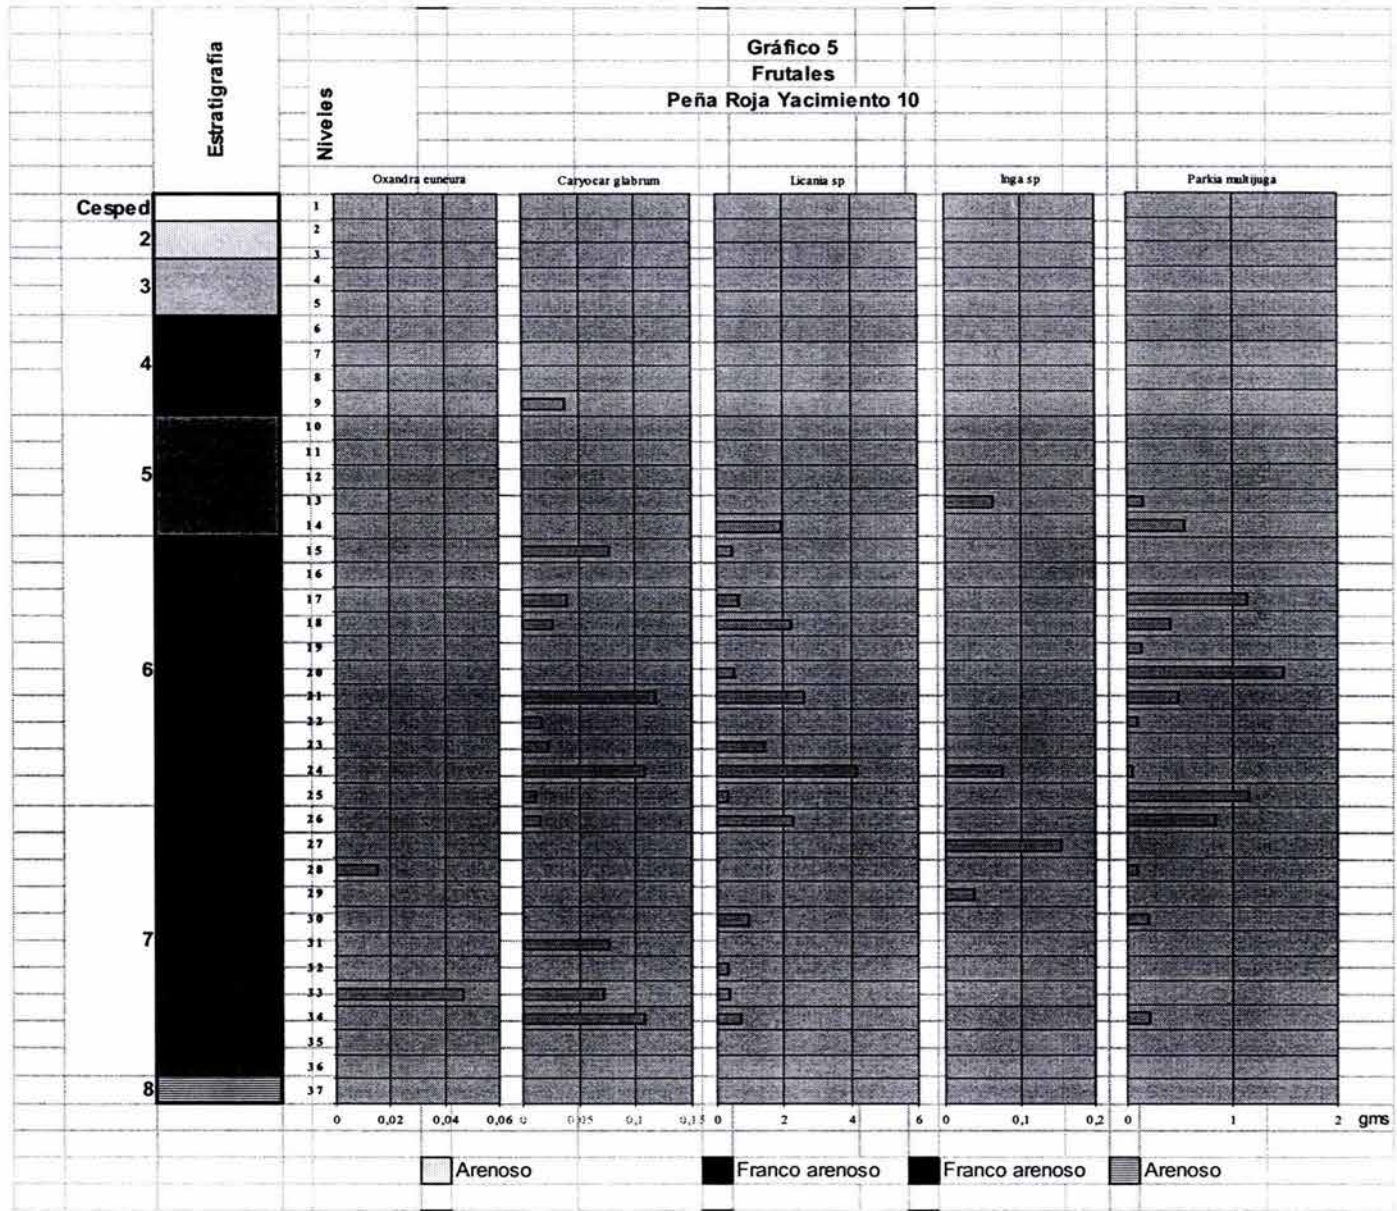 Gráfico 5
Frutales
Peña Roja Yacimiento 10
Estratigrafia
Niveles
Oxandra euneura
Caryocar glabrum
Licania sp
Inga sp
Parkia multijuga
Cesped
2
3
4
5
6
7
8
1
2
3
4
5
6
7
8
9
10
11
12
13
14
15
16
17
18
19
20
21
22
23
24
25
26
27
28
29
30
31
32
33
34
35
36
37
0 0,02 0,04 0,06
0 0,05 0,1 0,15
0 2 4 6
0 0,1 0,2
0 1 2 gms
Arenoso
Franco arenoso
Franco arenoso
Arenoso